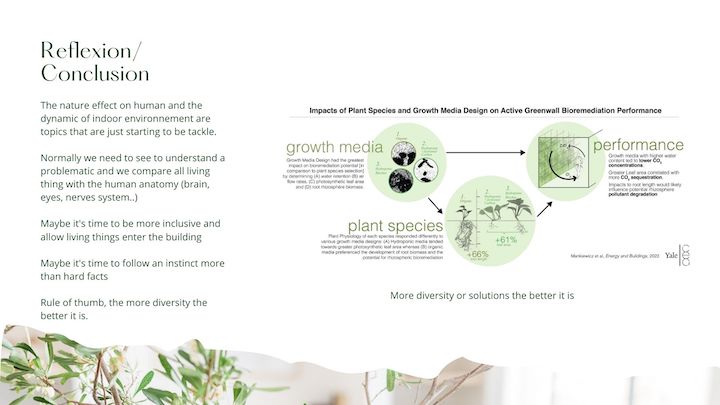 Reflexion/
Conclusion
The nature effect on human and the
dynamic of indoor environnement are
topics that are just starting to be tackle.
Normally we need to see to understand a
problematic and we compare all living
thing with the human anatomy (brain,
eyes, nerves system..)
Maybe it's time to be more inclusive and
allow living things enter the building
Maybe it's time to follow an instinct more
than hard facts
Rule of thumb, the more diversity the
better it is.
Impacts of Plant Species and Growth Media Design on Active Greenwall Bioremediation Performance
growth media
Growth Media Design had the greatest
impact on bioremediation potential [in
comparison to plant species selection]
by determining (A) water retention (B) air
flow rates, (C) photosynthetic leaf area
and (D) root rhizosphere biomass
plant species
Plant Physiology of each species responded differently to
various growth media designs: (A) Hydroponic media tended
towards greater photosynthetic leaf area whereas (B) organic
media preferenced the development of root biomass and the
potential for rhizospheric bioremediation
+66%
+61%
performance
Growth media with higher water
content led to lower CO2
concentrations.
Greater Leaf area correlated with
more CO2 sequestration.
Impacts to root length would likely
influence potential rhizosphere
pollutant degradation
Mankiewicz et al, Energy and Buildings, 2022.
Yale
More diversity or solutions the better it is